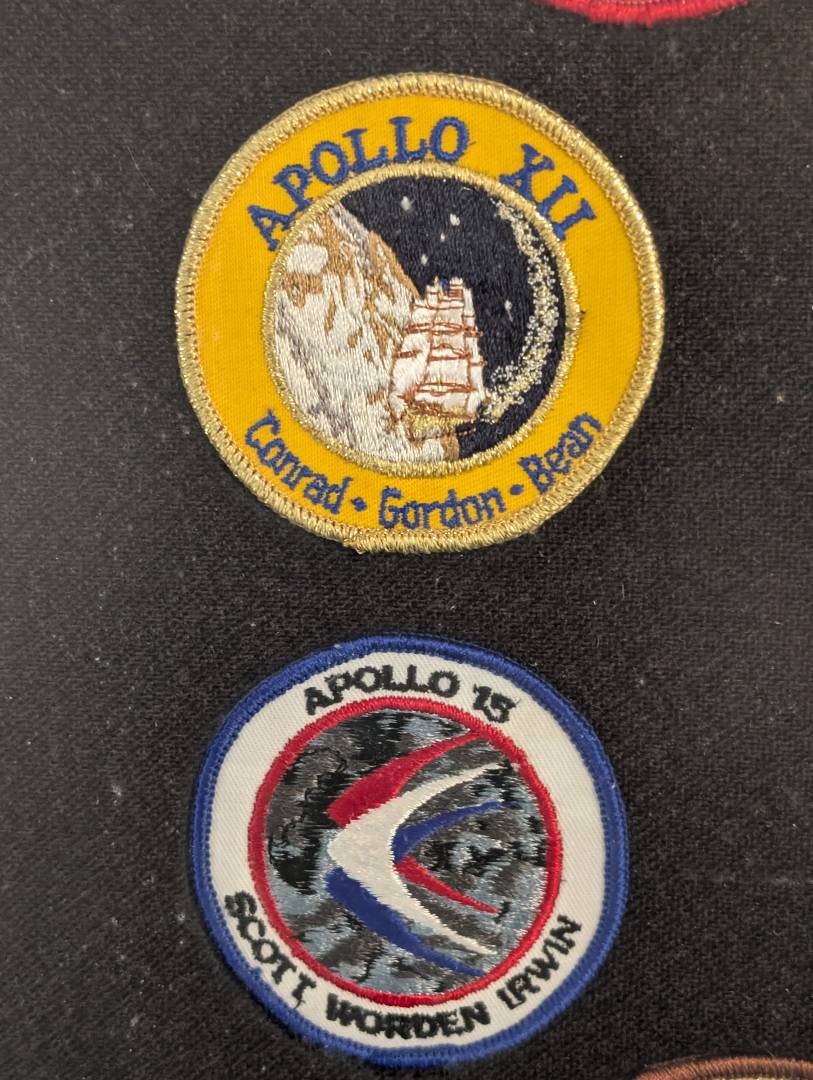 APOLLO XII
Conrad • Gordon • Bean
APOLLO 15
SCOTT, WORDEN IRWIN